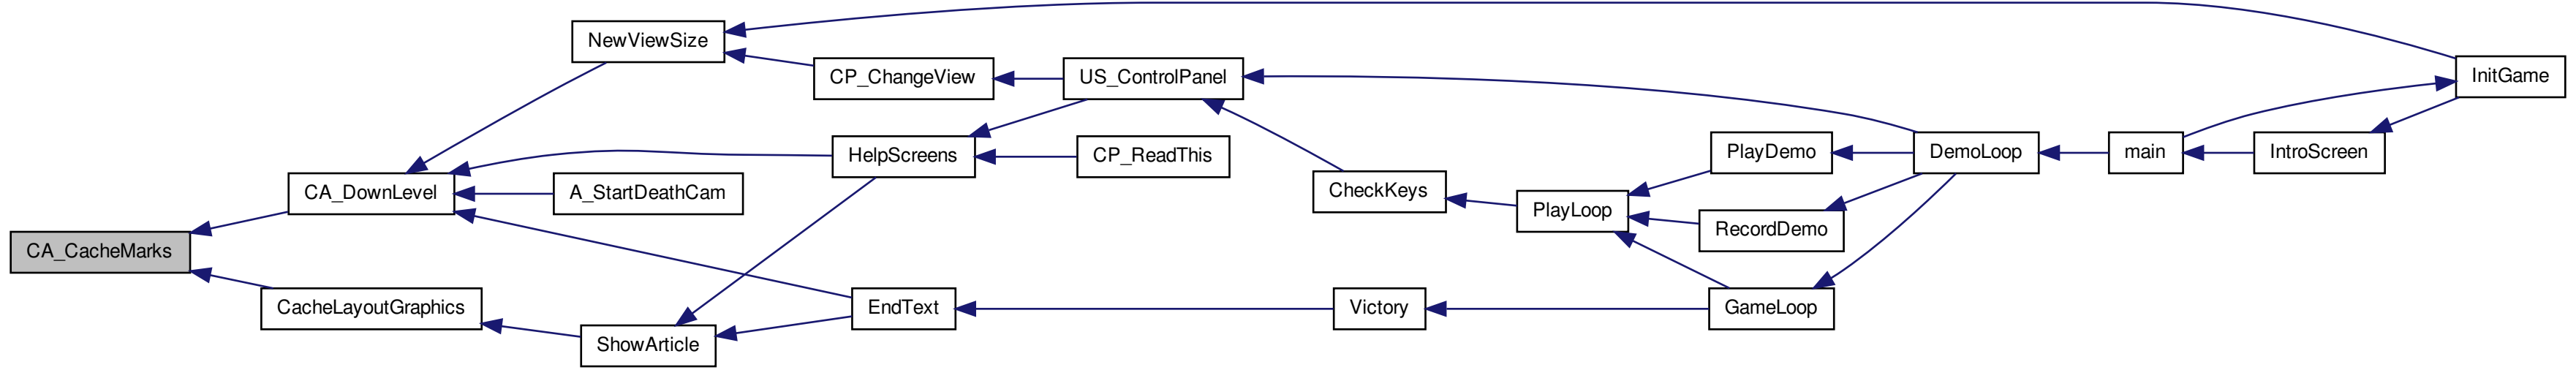 NewViewSize
CP_ChangeView
US_ControlPanel
InitGame
HelpScreens
CP_ReadThis
PlayDemo
DemoLoop
main
IntroScreen
CA_DownLevel
A_StartDeathCam
CheckKeys
PlayLoop
RecordDemo
CA_CacheMarks
CacheLayoutGraphics
EndText
Victory
GameLoop
ShowArticle